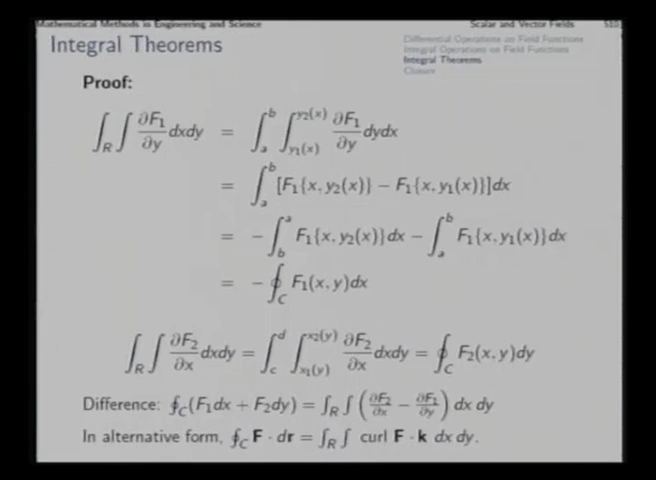 Mathematical Methods in Engineering and Science Scalar and Vector Fields
Integral Theorems
Differential Operations on Field Functions
Integral Operations on Field Functions
Integral Theorems
Closure
Proof:
∫_R ∫ ∂F₁/∂y dxdy = ∫_a^b ∫_{y₁(x)}^{y₂(x)} ∂F₁/∂y dydx
= ∫_a^b [F₁{x, y₂(x)} − F₁{x, y₁(x)}]dx
= −∫_b^a F₁{x, y₂(x)}dx − ∫_a^b F₁{x, y₁(x)}dx
= −∮_C F₁(x, y)dx
∫_R ∫ ∂F₂/∂x dxdy = ∫_c^d ∫_{x₁(y)}^{x₂(y)} ∂F₂/∂x dxdy = ∮_C F₂(x, y)dy
Difference: ∮_C(F₁dx + F₂dy) = ∫_R ∫ (∂F₂/∂x − ∂F₁/∂y) dx dy
In alternative form, ∮_C F · dr = ∫_R ∫ curl F · k dx dy.